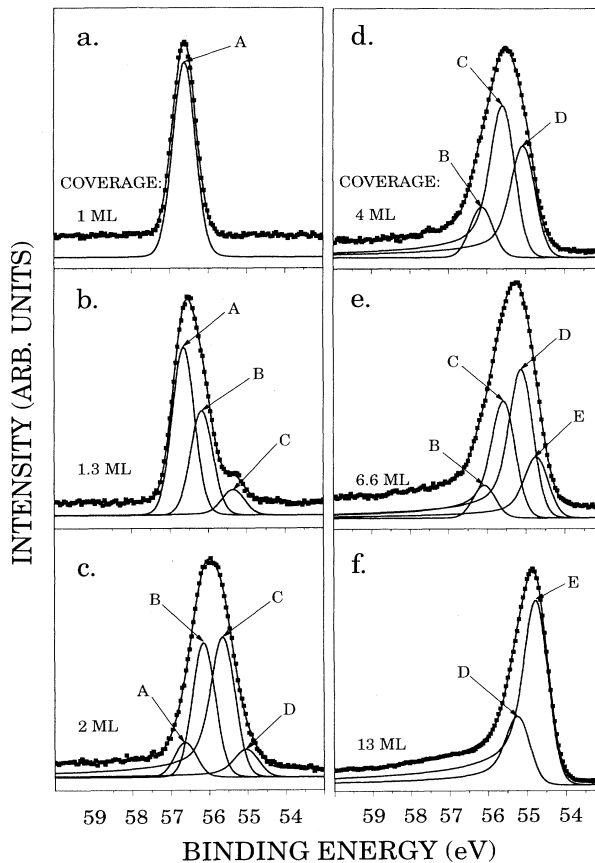 a.
A
COVERAGE:
1 ML
b.
A
B
C
1.3 ML
c.
B
C
A
D
2 ML
d.
C
D
B
COVERAGE:
4 ML
e.
D
C
E
B
6.6 ML
f.
E
D
13 ML
INTENSITY (ARB. UNITS)
59 58 57 56 55 54
59 58 57 56 55 54
BINDING ENERGY (eV)